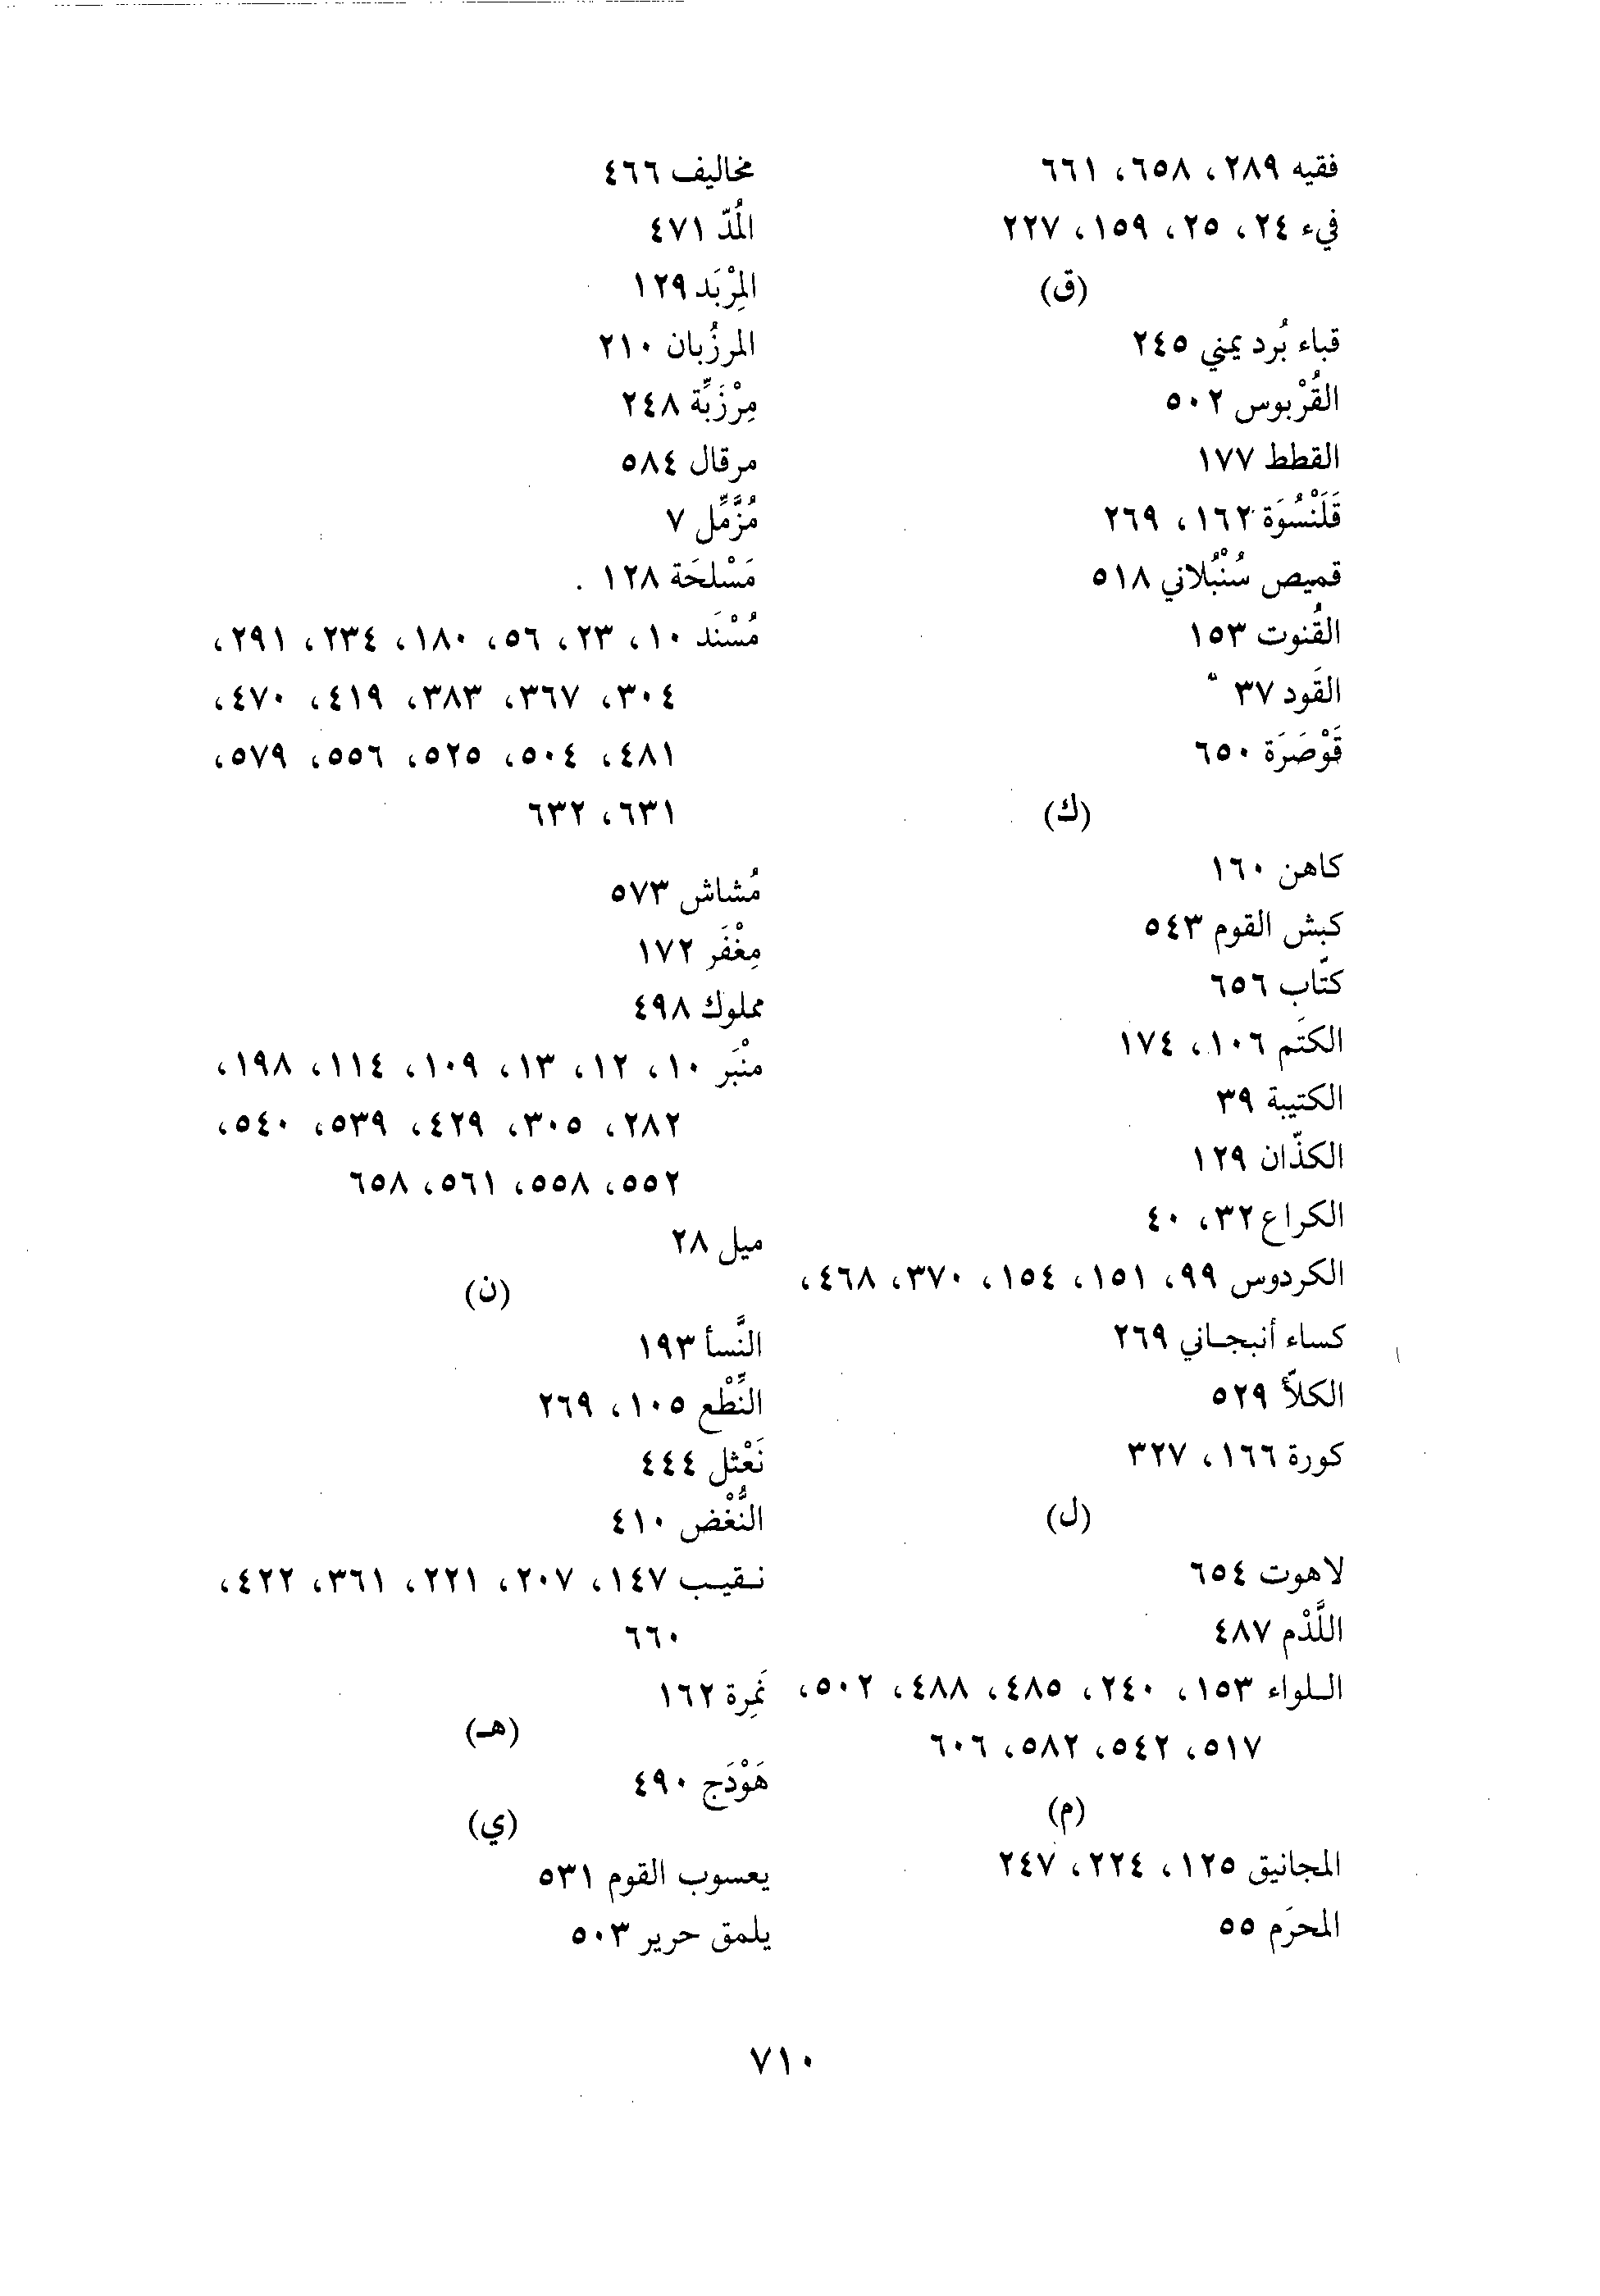 فقيه ٢٨٩، ٦٥٨، ٦٦١
فيء ٢٤، ٢٥، ١٥٩، ٢٢٧
(ق)
قباء بُرد يمني ٢٤٥
القُرْبوس ٥٠٢
القطط ١٧٧
قَلَنْسُوَة ١٦٢، ٢٦٩
قميص سُنْبُلاني ٥١٨
القُنوت ١٥٣
القَود ٣٧
قَوْصَرَة ٦٥٠
(ك)
كاهن ١٦٠
كبش القوم ٥٤٣
كتّاب ٦٥٦
الكتَم ١٠٦، ١٧٤
الكتيبة ٣٩
الكذّان ١٢٩
الكراع ٣٢، ٤٠
الكردوس ٩٩، ١٥١، ١٥٤، ٣٧٠، ٤٦٨،
كساء أنبجاني ٢٦٩
الكلأّ ٥٢٩
كورة ١٦٦، ٣٢٧
(ل)
لاهوت ٦٥٤
اللَّدْم ٤٨٧
اللواء ١٥٣، ٢٤٠، ٤٨٥، ٤٨٨، ٥٠٢،
٥١٧، ٥٤٢، ٥٨٢، ٦٠٦
(م)
المجانيق ١٢٥، ٢٢٤، ٢٤٧
المحرَم ٥٥
مخاليف ٤٦٦
المُدّ ٤٧١
المِرْبَد ١٢٩
المرزُبان ٢١٠
مِرْزَبِّة ٢٤٨
مرقال ٥٨٤
مُزَّمِّل ٧
مَسْلحَة ١٢٨
مُسْنَد ١٠، ٢٣، ٥٦، ١٨٠، ٢٣٤، ٢٩١،
٣٠٤، ٣٦٧، ٣٨٣، ٤١٩، ٤٧٠،
٤٨١، ٥٠٤، ٥٢٥، ٥٥٦، ٥٧٩،
٦٣١، ٦٣٢
مُشاش ٥٧٣
مِغْفَر ١٧٢
مملوك ٤٩٨
منْبَر ١٠، ١٢، ١٣، ١٠٩، ١١٤، ١٩٨،
٢٨٢، ٣٠٥، ٤٢٩، ٥٣٩، ٥٤٠،
٥٥٢، ٥٥٨، ٥٦١، ٦٥٨
ميل ٢٨
(ن)
النَّسأ ١٩٣
النِّطْع ١٠٥، ٢٦٩
نَعْثل ٤٤٤
النُّغْض ٤١٠
نقيب ١٤٧، ٢٠٧، ٢٢١، ٣٦١، ٤٢٢،
٦٦٠
نَمِرة ١٦٢
(هـ)
هَوْدَج ٤٩٠
(ي)
يعسوب القوم ٥٣١
يلمق حرير ٥٠٣
٧١٠